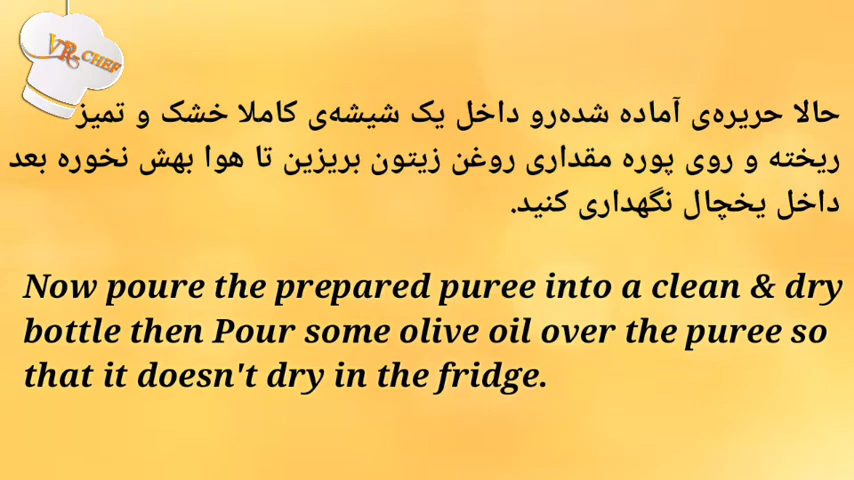 VR CHEF
حالا حریره‌ی آماده شده‌رو داخل یک شیشه‌ی کاملا خشک و تمیز
ریخته و روی پوره مقداری روغن زیتون بریزین تا هوا بهش نخوره بعد
داخل یخچال نگهداری کنید.
Now poure the prepared puree into a clean & dry
bottle then Pour some olive oil over the puree so
that it doesn't dry in the fridge.